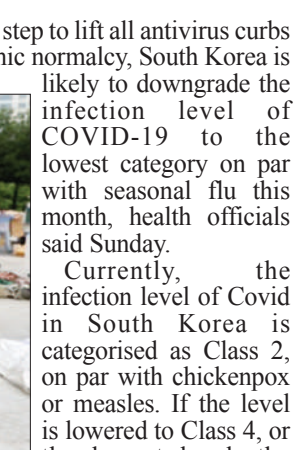 step to lift all antivirus curbs
nic normalcy, South Korea is
likely to downgrade the
infection level of
COVID-19 to the
lowest category on par
with seasonal flu this
month, health officials
said Sunday.
Currently, the
infection level of Covid
in South Korea is
categorised as Class 2,
on par with chickenpox
or measles. If the level
is lowered to Class 4, or